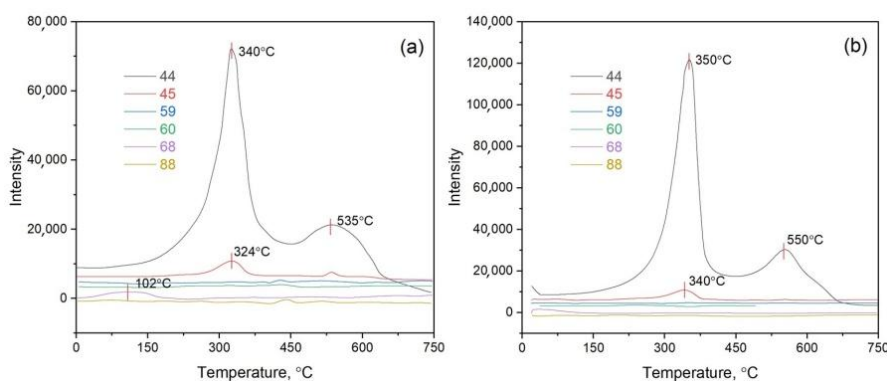 (a)
340°C
44
45
59
60
68
88
535°C
324°C
102°C
80,000
60,000
40,000
20,000
0
Intensity
0 150 300 450 600 750
Temperature, °C
(b)
350°C
44
45
59
60
68
88
550°C
340°C
140,000
120,000
100,000
80,000
60,000
40,000
20,000
0
Intensity
0 150 300 450 600 750
Temperature, °C